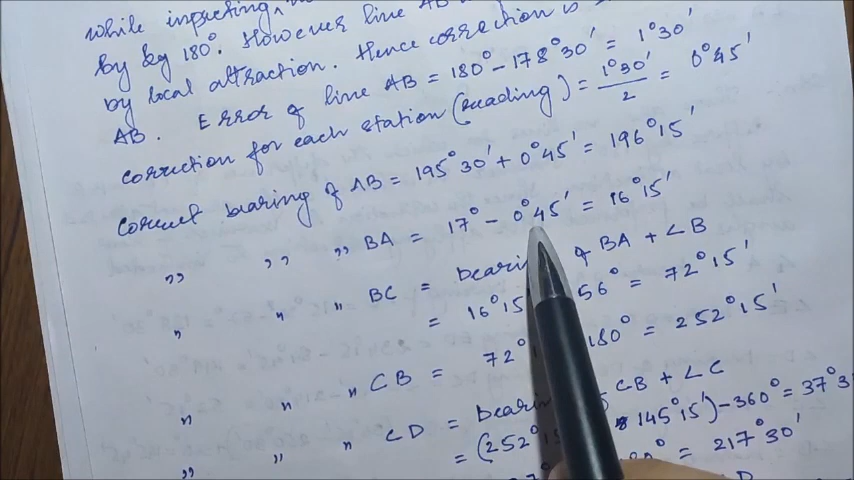 while inspecting,
by kg 180°. However line AB
by local attraction. Hence correction is
AB. Error of line AB = 180° - 178°30' = 1°30'
correction for each station (reading) = 1°30'/2 = 0°45'
correct bearing of AB = 195°30' + 0°45' = 196°15'
,, ,, ,, BA = 17° - 0°45' = 16°15'
,, ,, ,, BC = bearing of BA + ∠B
= 16°15 56° = 72°15'
,, ,, ,, CB = 72° 180° = 252°15'
,, ,, ,, CD = bearing CB + ∠C
= (252°15 145°15') - 360° = 37°3
= 217°30'